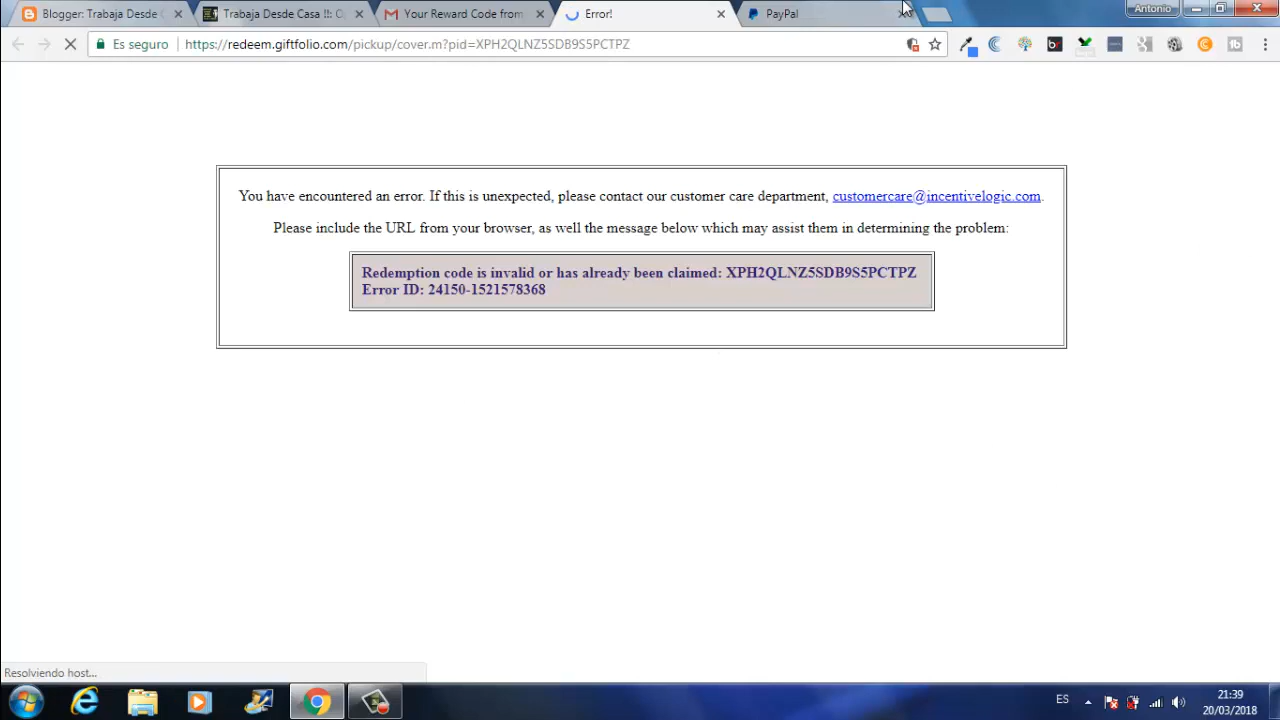 Blogger: Trabaja Desde
Trabaja Desde Casa !!!: G
Your Reward Code from
Error!
PayPal
Antonio
Es seguro
https://redeem.giftfolio.com/pickup/cover.m?pid=XPH2QLNZ5SDB9S5PCTPZ
You have encountered an error. If this is unexpected, please contact our customer care department, customercare@incentivelogic.com.
Please include the URL from your browser, as well the message below which may assist them in determining the problem:
Redemption code is invalid or has already been claimed: XPH2QLNZ5SDB9S5PCTPZ
Error ID: 24150-1521578368
Resolviendo host...
ES
21:39
20/03/2018